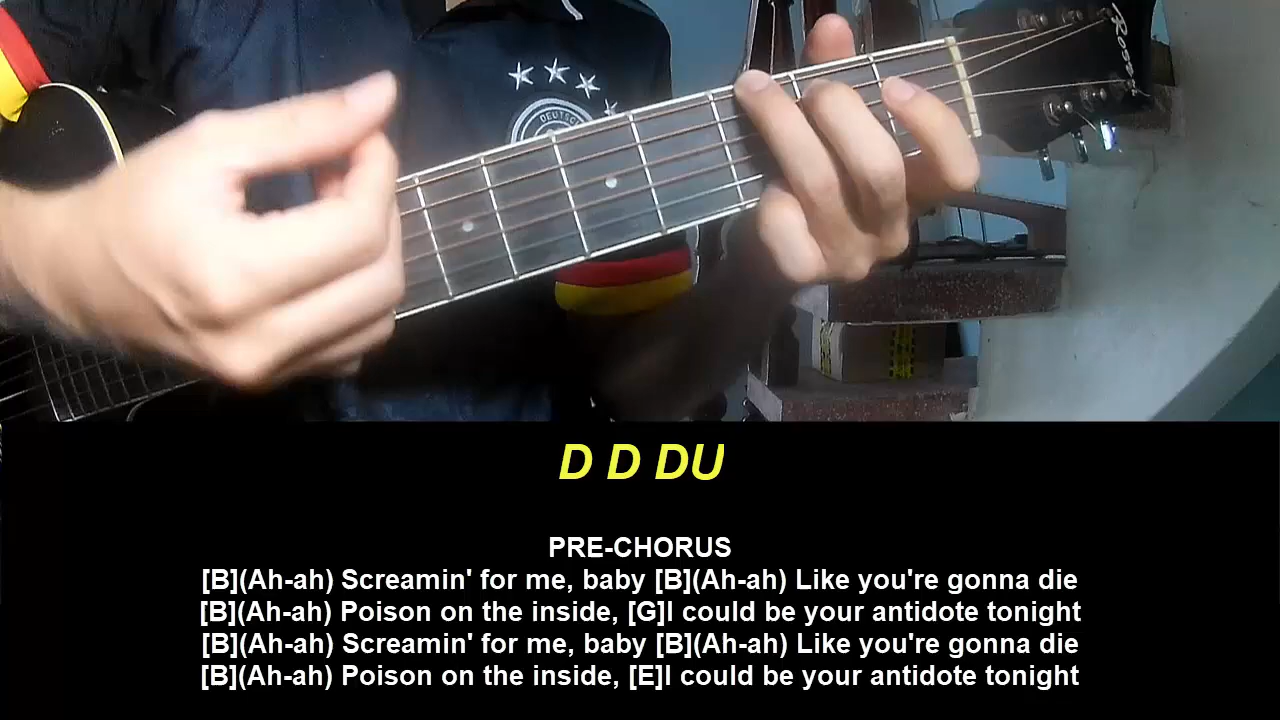 Rosse
DEUTSC
D D DU
PRE-CHORUS
[B](Ah-ah) Screamin' for me, baby [B](Ah-ah) Like you're gonna die
[B](Ah-ah) Poison on the inside, [G]I could be your antidote tonight
[B](Ah-ah) Screamin' for me, baby [B](Ah-ah) Like you're gonna die
[B](Ah-ah) Poison on the inside, [E]I could be your antidote tonight